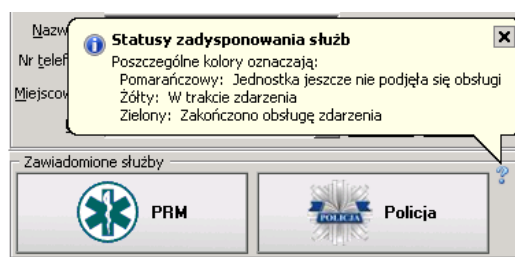 Nazw
Statusy zadysponowania służb
Nr telef
Poszczególne kolory oznaczają:
Pomarańczowy: Jednostka jeszcze nie podjęła się obsługi
Miejscow
Żółty: W trakcie zdarzenia
Zielony: Zakończono obsługę zdarzenia
Zawiadomione służby
PRM
POLICJA
Policja